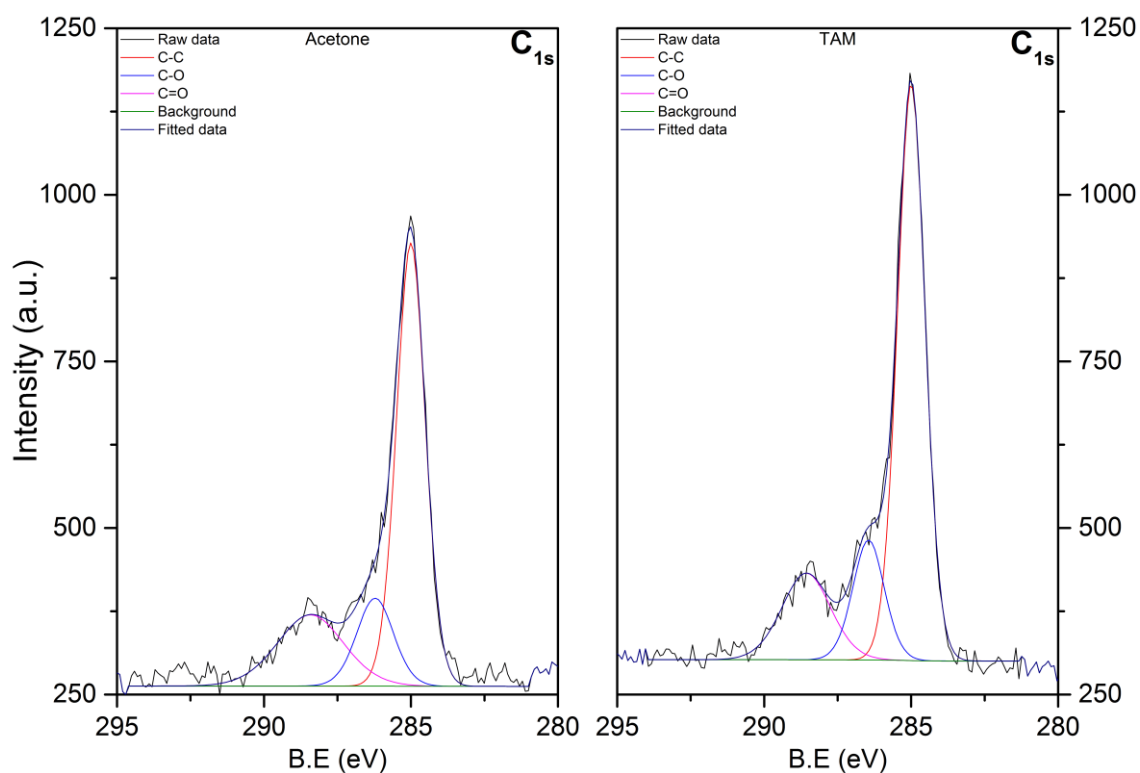 1250
1000
750
500
250
Intensity (a.u.)
Raw data
C-C
C-O
C=O
Background
Fitted data
Acetone
C1s
295
290
285
280
B.E (eV)
Raw data
C-C
C-O
C=O
Background
Fitted data
TAM
C1s
1250
1000
750
500
250
295
290
285
280
B.E (eV)